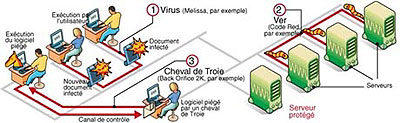 Exécution
du logiciel
piégé
Exécution par
l'utilisateur
1 Virus (Melissa, par exemple)
Document
infecté
Nouveau
document
infecté
3 Cheval de Troie
(Back Orifice 2K, par exemple)
Logiciel piégé
par un cheval
de Troie
Canal de contrôle
2 Ver
(Code Red,
par exemple)
Serveurs
Serveur
protégé